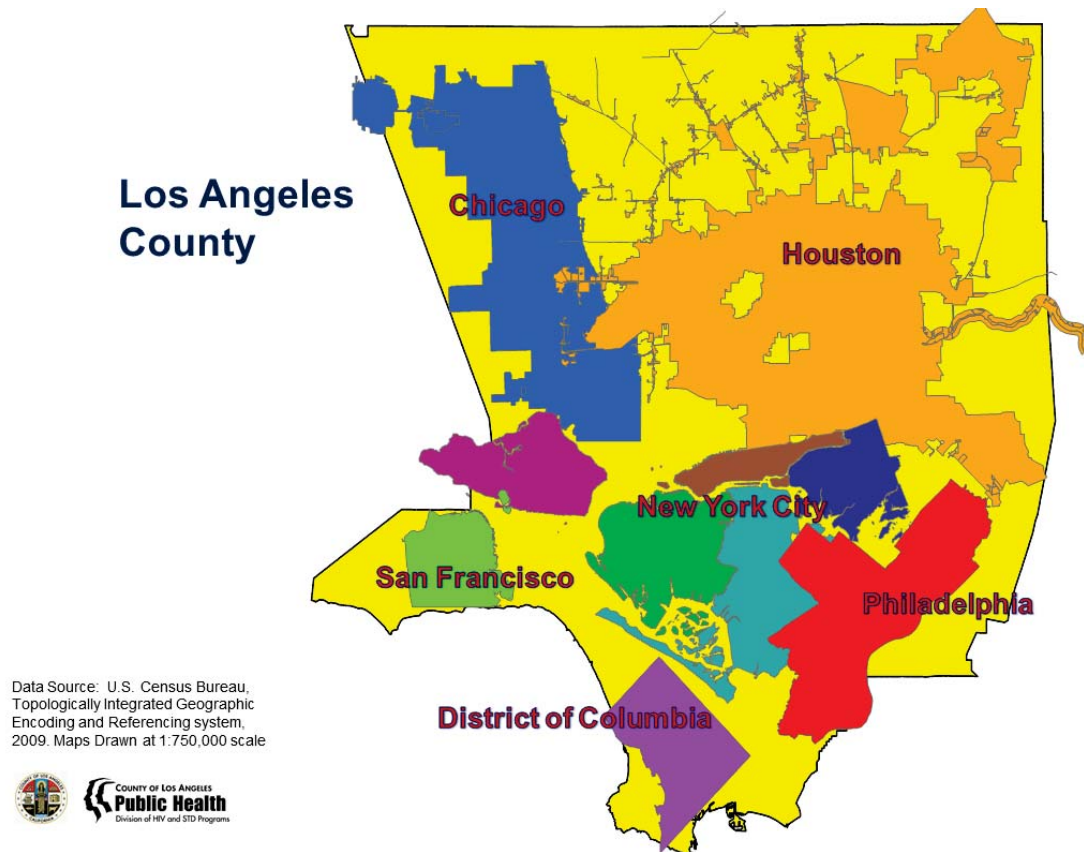 Los Angeles
County
Chicago
Houston
New York City
San Francisco
Philadelphia
District of Columbia
Data Source: U.S. Census Bureau,
Topologically Integrated Geographic
Encoding and Referencing system,
2009. Maps Drawn at 1:750,000 scale
COUNTY OF LOS ANGELES
Public Health
Division of HIV and STD Programs